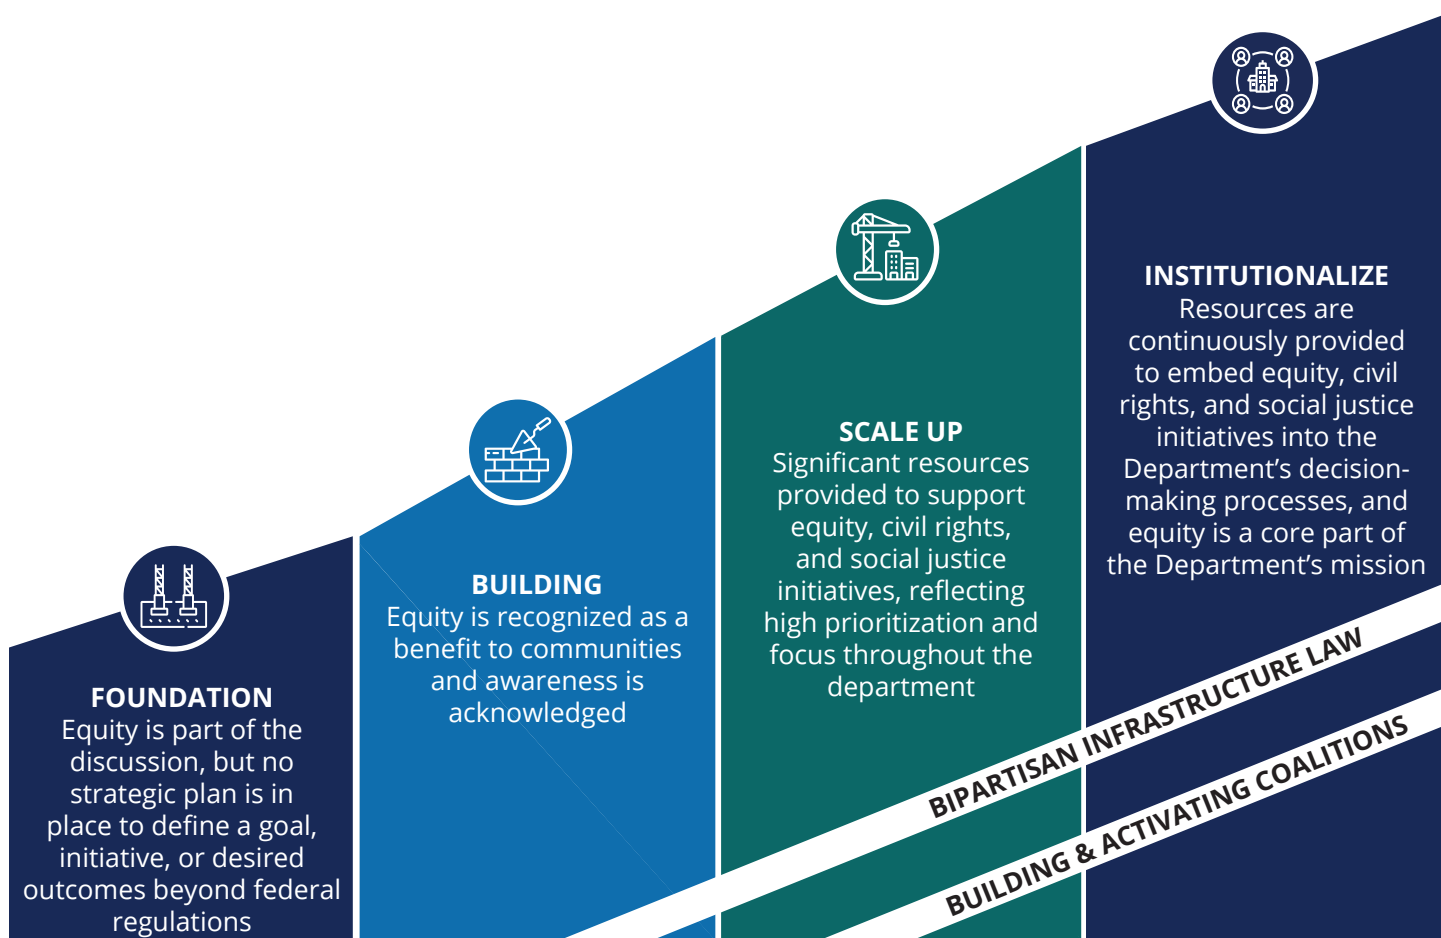 FOUNDATION
Equity is part of the
discussion, but no
strategic plan is in
place to define a goal,
initiative, or desired
outcomes beyond federal
regulations
BUILDING
Equity is recognized as a
benefit to communities
and awareness is
acknowledged
SCALE UP
Significant resources
provided to support
equity, civil rights,
and social justice
initiatives, reflecting
high prioritization and
focus throughout the
department
INSTITUTIONALIZE
Resources are
continuously provided
to embed equity, civil
rights, and social justice
initiatives into the
Department’s decision-
making processes, and
equity is a core part of
the Department’s mission
BIPARTISAN INFRASTRUCTURE LAW
BUILDING & ACTIVATING COALITIONS